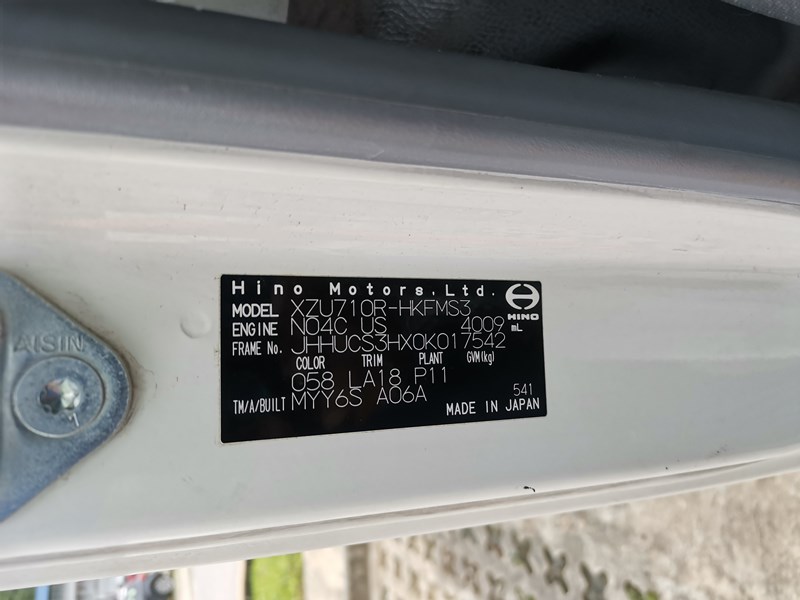 AISIN
Hino Motors, Ltd.
HINO
MODEL XZU710R-HKFMS3
ENGINE N04C US 4009 mL
FRAME No. JHHUCS3HX0K017542
COLOR TRIM PLANT GVM(kg)
058 LA18 P11
TM/A/BUILT MYY6S A06A
541
MADE IN JAPAN